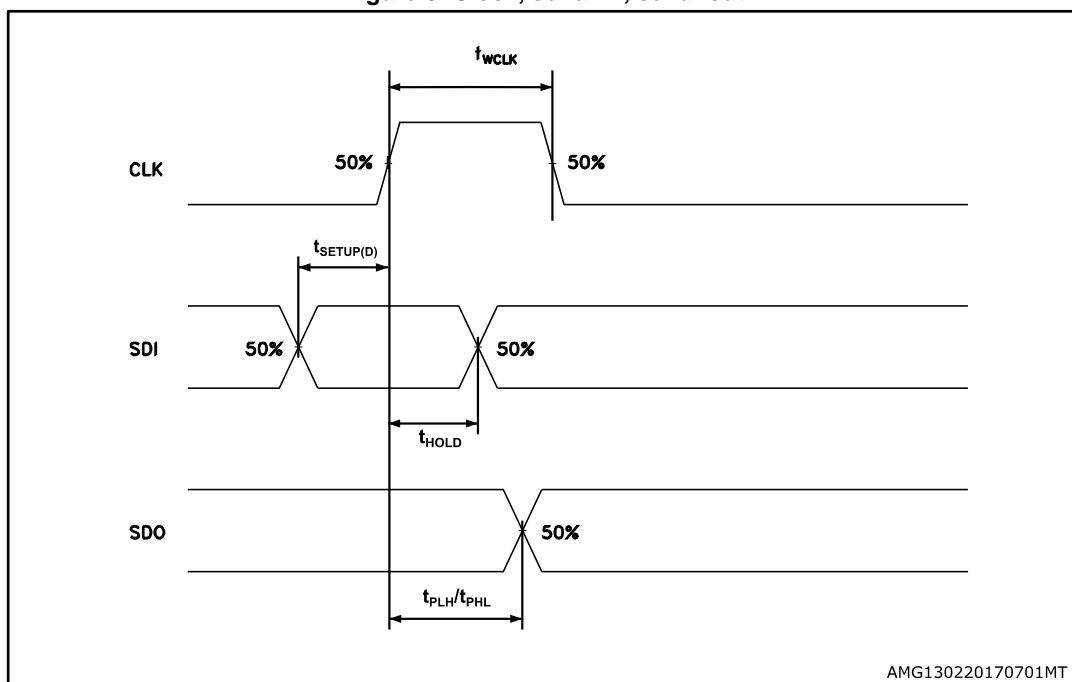 tWCLK
CLK
50%
50%
tSETUP(D)
SDI
50%
50%
tHOLD
SDO
50%
tPLH/tPHL
AMG130220170701MT